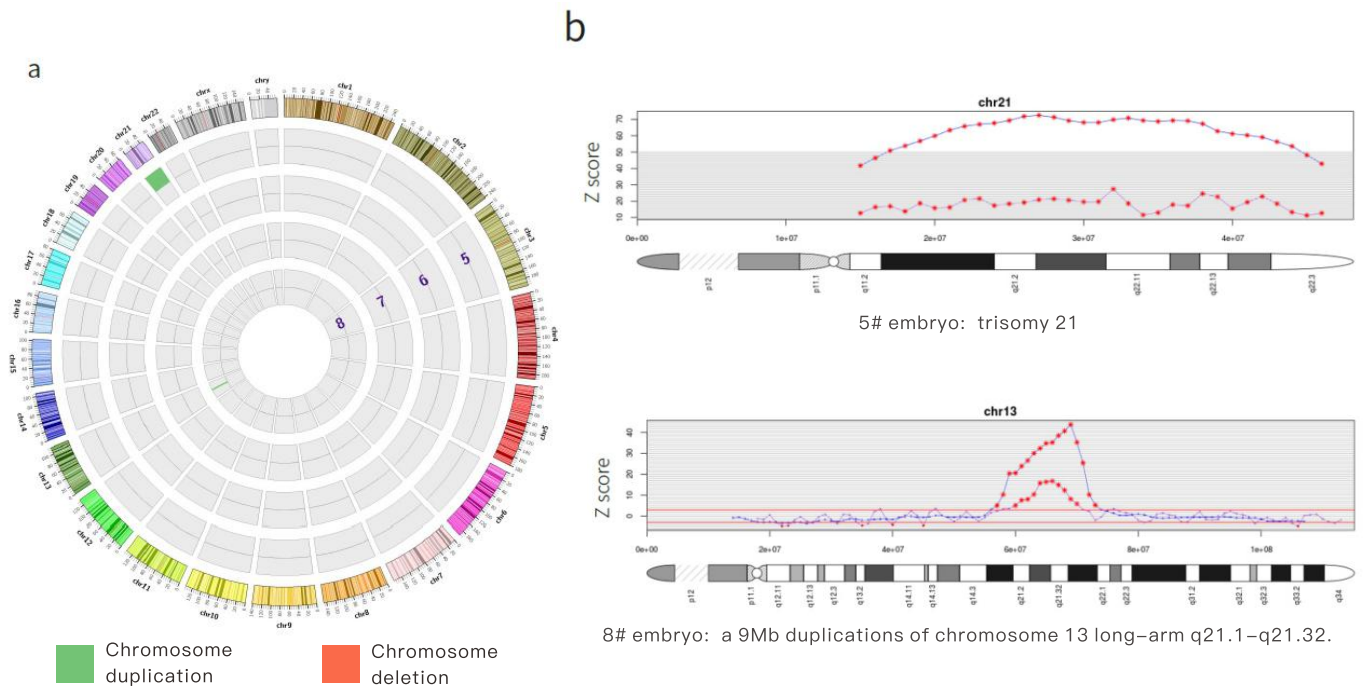 a
chr1
chr2
chr3
chr4
chr5
chr6
chr7
chr8
chr9
chr10
chr11
chr12
chr13
chr14
chr15
chr16
chr17
chr18
chr19
chr20
chr21
chr22
chrx
chry
5
6
7
8
Chromosome
duplication
Chromosome
deletion
b
chr21
Z score
70
60
50
40
30
20
10
0e+00 1e+07 2e+07 3e+07 4e+07
p12 p11.1 q11.2 q21.2 q22.11 q22.13 q22.3
5# embryo: trisomy 21
chr13
Z score
40
30
20
10
0
0e+00 2e+07 4e+07 6e+07 8e+07 1e+08
p12 p11.1 q12.11 q12.13 q12.3 q13.2 q14.11 q14.13 q14.3 q21.2 q21.32 q22.1 q22.3 q31.2 q32.1 q32.3 q33.2 q34
8# embryo: a 9Mb duplications of chromosome 13 long-arm q21.1-q21.32.